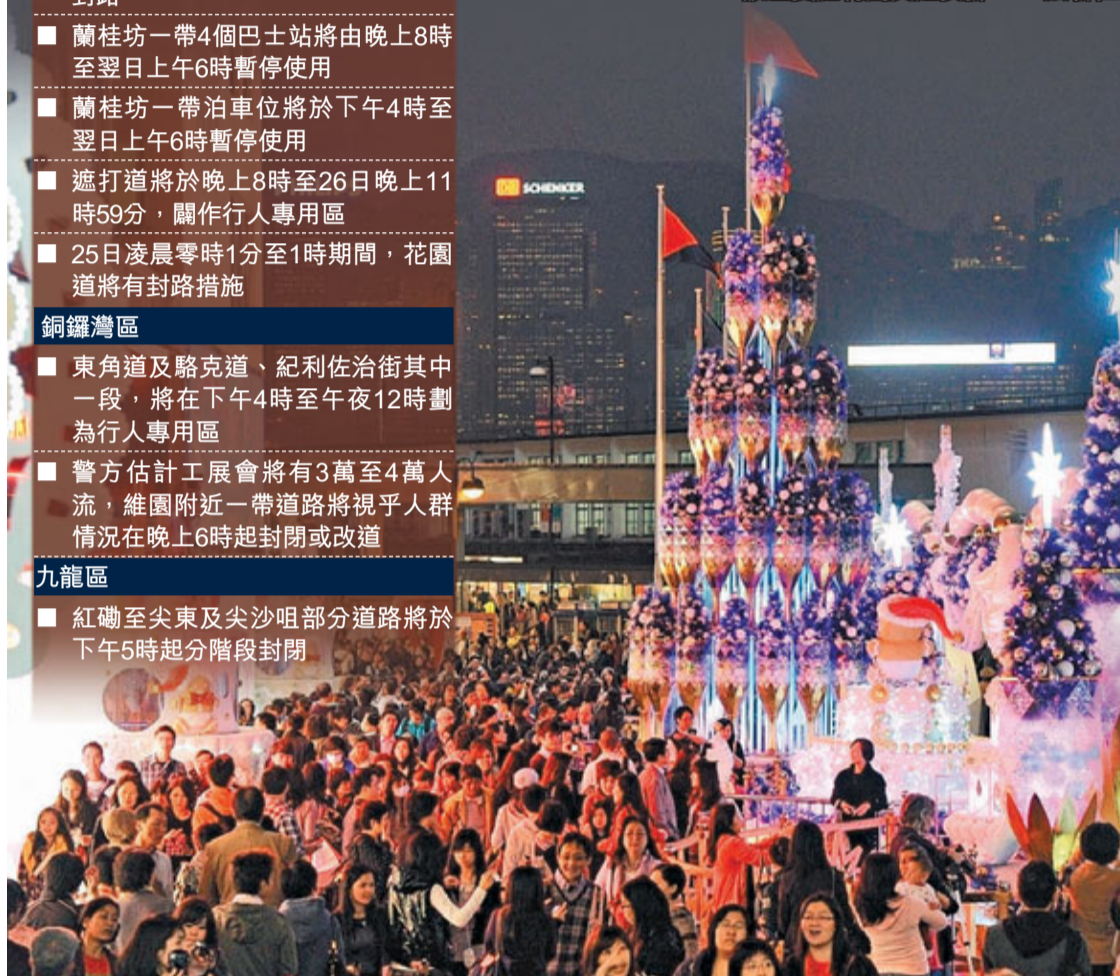 ■ 蘭桂坊一帶4個巴士站將由晚上8時
至翌日上午6時暫停使用
■ 蘭桂坊一帶泊車位將於下午4時至
翌日上午6時暫停使用
■ 遮打道將於晚上8時至26日晚上11
時59分，闢作行人專用區
■ 25日凌晨零時1分至1時期間，花園
道將有封路措施
銅鑼灣區
■ 東角道及駱克道、紀利佐治街其中
一段，將在下午4時至午夜12時劃
為行人專用區
■ 警方估計工展會將有3萬至4萬人
流，維園附近一帶道路將視乎人群
情況在晚上6時起封閉或改道
九龍區
■ 紅磡至尖東及尖沙咀部分道路將於
下午5時起分階段封閉
DB SCHENKER